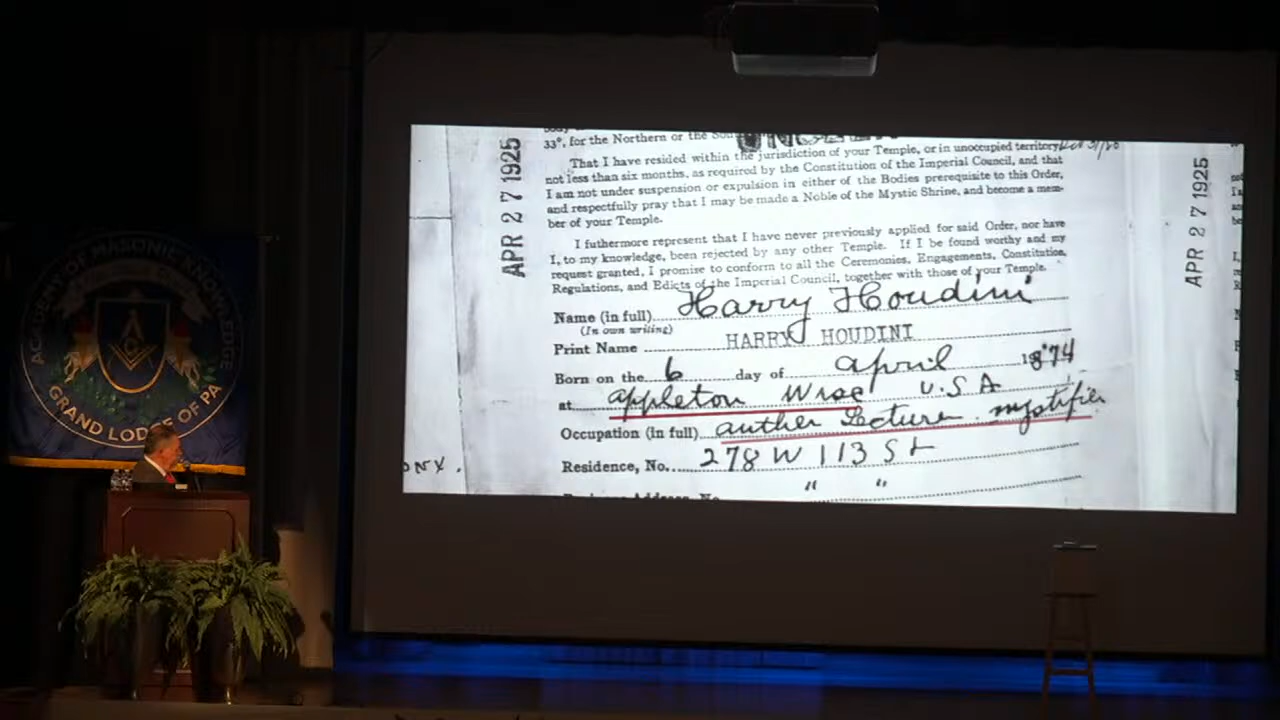 ACADEMY OF MASONIC KNOWLEDGE
GRAND LODGE OF PA
APR 27 1925
33°, for the Northern or the
That I have resided within the jurisdiction of your Temple, or in unoccupied territory
not less than six months, as required by the Constitution of the Imperial Council, and that
I am not under suspension or expulsion in either of the Bodies prerequisite to this Order,
and respectfully pray that I may be made a Noble of the Mystic Shrine, and become a mem-
ber of your Temple.
I futhermore represent that I have never previously applied for said Order, nor have
I, to my knowledge, been rejected by any other Temple. If I be found worthy and my
request granted, I promise to conform to all the Ceremonies, Engagements, Constitution,
Regulations, and Edicts of the Imperial Council, together with those of your Temple.
Name (in full) Harry Houdini
(In own writing)
Print Name HARRY HOUDINI
Born on the 6 day of april 1874
at appleton Wisc U.S A
Occupation (in full) auther Lecture mystifier
Residence, No. 278 W 113 St
" "
APR 27 1925